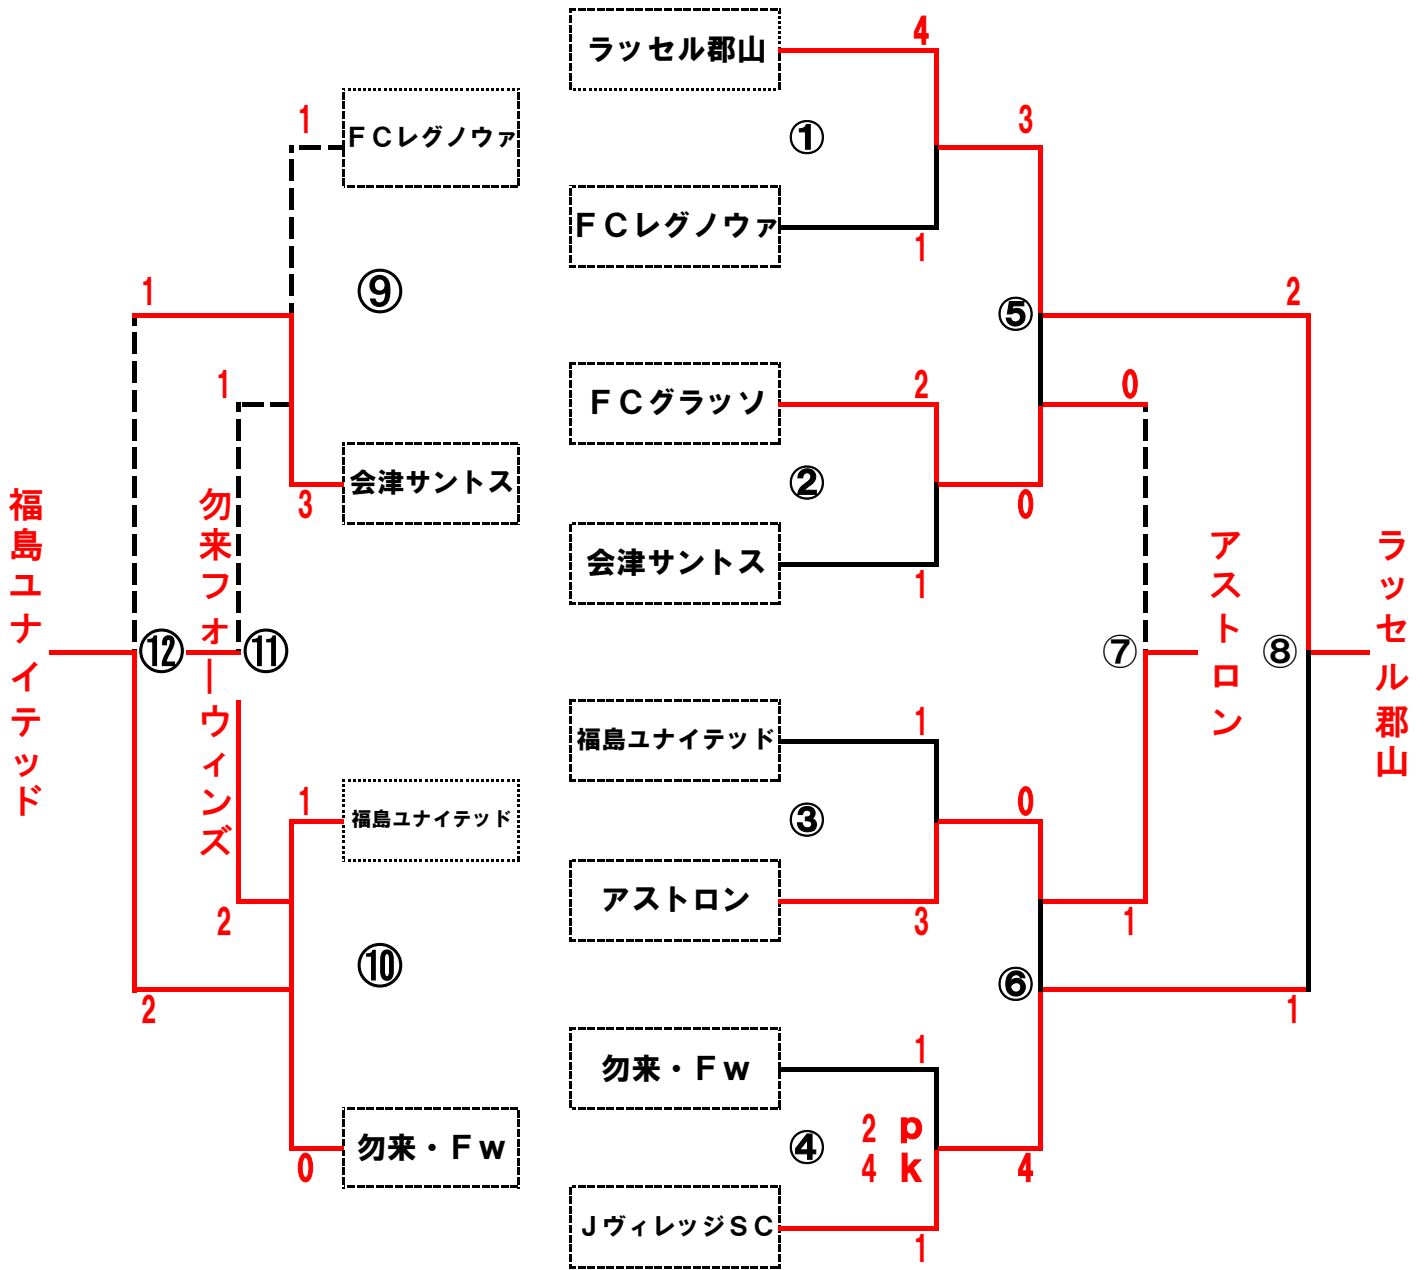 ラッセル郡山
4
1
ＦＣレグノウァ
①
3
ＦＣレグノウァ
1
⑨
1
2
⑤
ＦＣグラッソ
2
1
0
会津サントス
3
②
0
会津サントス
1
福島ユナイテッド
勿来フォーウィンズ
アストロン
ラッセル郡山
⑫
⑪
⑦
⑧
福島ユナイテッド
1
1
福島ユナイテッド
③
0
アストロン
3
2
1
⑩
⑥
2
1
勿来・Ｆｗ
1
勿来・Ｆｗ
0
④
2 p
4 k
4
ＪヴィレッジＳＣ
1